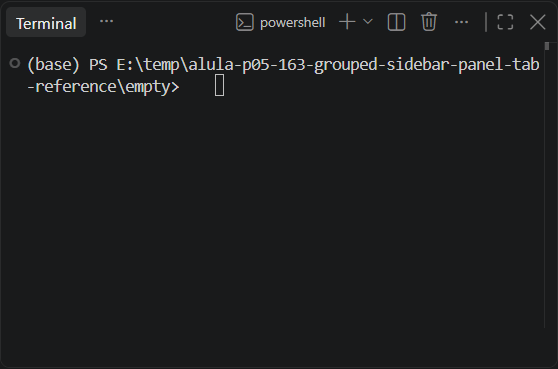 Terminal
powershell
(base) PS E:\temp\alula-p05-163-grouped-sidebar-panel-tab
-reference\empty>